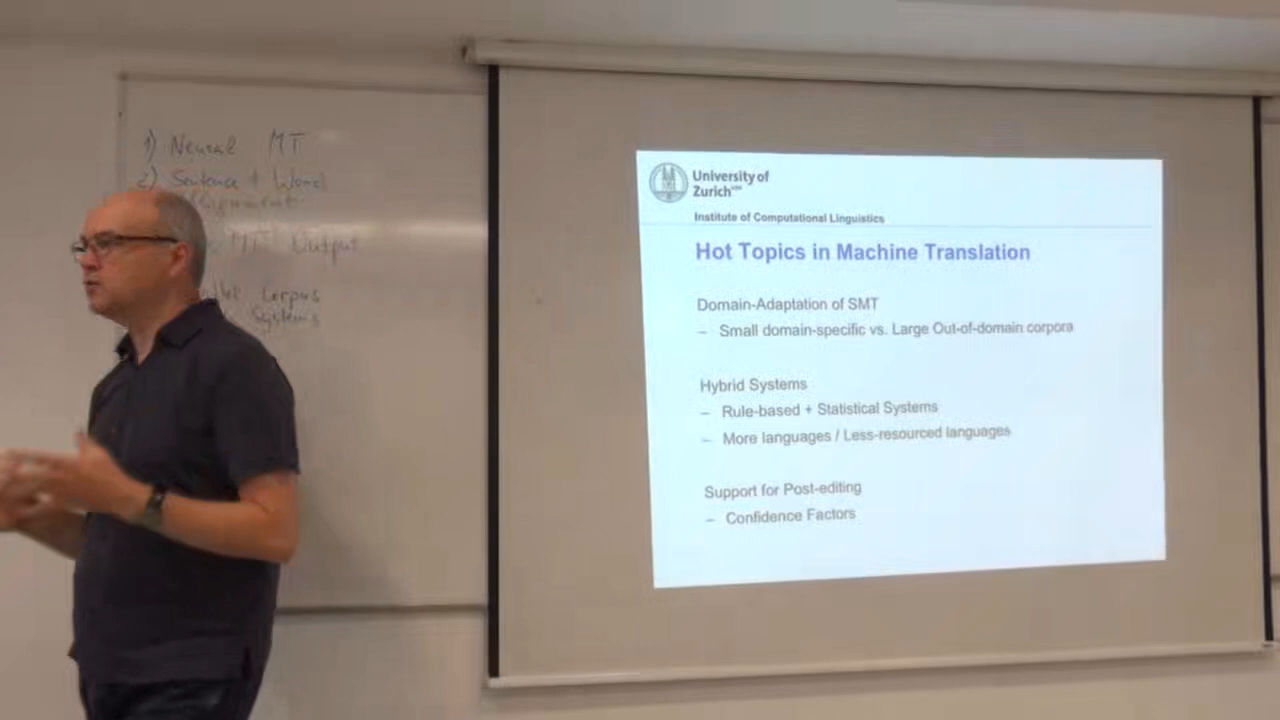 1) Neural MT
2) Sentence + Word
MT Output
Corpus
Systems
University of
Zurich
Institute of Computational Linguistics
Hot Topics in Machine Translation
Domain-Adaptation of SMT
– Small domain-specific vs. Large Out-of-domain corpora
Hybrid Systems
– Rule-based + Statistical Systems
– More languages / Less-resourced languages
Support for Post-editing
– Confidence Factors